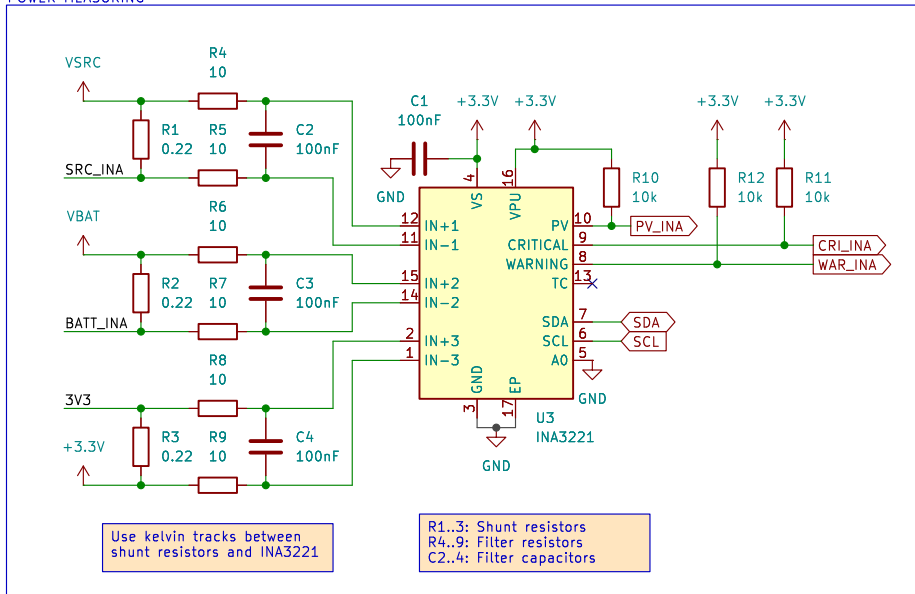 POWER MEASURING
VSRC
R4
10
R1
0.22
R5
10
C2
100nF
SRC_INA
VBAT
R6
10
R2
0.22
R7
10
C3
100nF
BATT_INA
R8
10
3V3
+3.3V
R3
0.22
R9
10
C4
100nF
C1
100nF
GND
+3.3V
+3.3V
4
16
VS
VPU
12 IN+1
11 IN-1
15 IN+2
14 IN-2
2 IN+3
1 IN-3
PV 10
CRITICAL 9
WARNING 8
TC 13
SDA 7
SCL 6
A0 5
GND
EP
3
17
U3
INA3221
GND
GND
R10
10k
PV_INA
+3.3V
+3.3V
R12
10k
R11
10k
CRI_INA
WAR_INA
SDA
SCL
Use kelvin tracks between
shunt resistors and INA3221
R1..3: Shunt resistors
R4..9: Filter resistors
C2..4: Filter capacitors